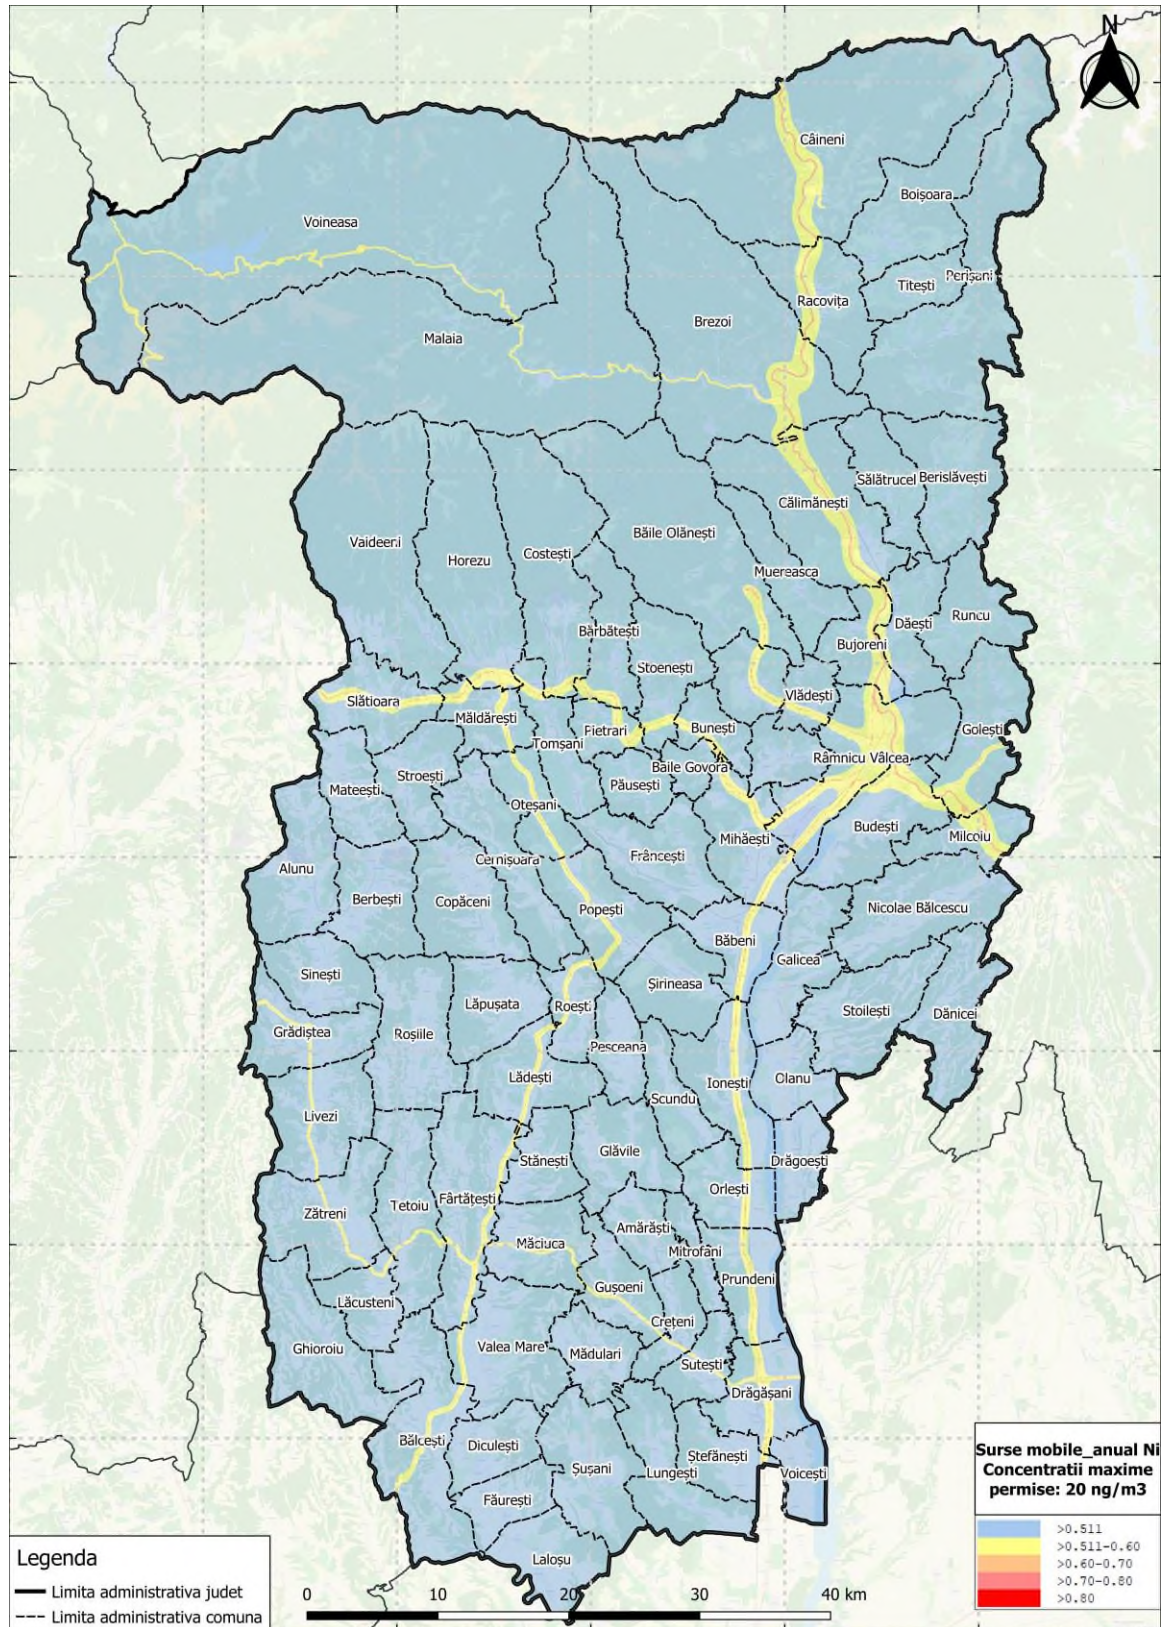 N
Câineni
Boișoara
Voineasa
Perișani
Titești
Racovița
Brezoi
Malaia
Sălătrucel
Berislăvești
Călimănești
Băile Olănești
Vaideeni
Costești
Horezu
Muereasca
Runcu
Dăești
Bărbătești
Bujoreni
Stoenești
Vlădești
Slătioara
Măldărești
Bunești
Golești
Fietrari
Tomșani
Râmnicu Vâlcea
Baile Govora
Stroești
Păusești
Mateești
Oteșani
Budești
Milcoiu
Mihăești
Frâncești
Cernișoara
Alunu
Berbești
Copăceni
Popești
Nicolae Bălcescu
Băbeni
Galicea
Sinești
Șirineasa
Lăpușata
Roești
Stoilești
Dănicei
Grădiștea
Roșiile
Pesceana
Lădești
Ionești
Olanu
Scundu
Livezi
Glăvile
Stănești
Drăgoești
Orlești
Fârtățești
Tetoiu
Zătreni
Amărăști
Măciuca
Mitrofani
Prundeni
Gușoeni
Lăcusteni
Crețeni
Ghioroiu
Valea Mare
Mădulari
Sutești
Drăgășani
Bălcești
Diculești
Ștefănești
Șușani
Lungești
Voicești
Făurești
Laloșu
Surse mobile_anual Ni
Concentratii maxime
permise: 20 ng/m3
>0.511
>0.511-0.60
>0.60-0.70
>0.70-0.80
>0.80
Legenda
Limita administrativa judet
Limita administrativa comuna
0 10 20 30 40 km